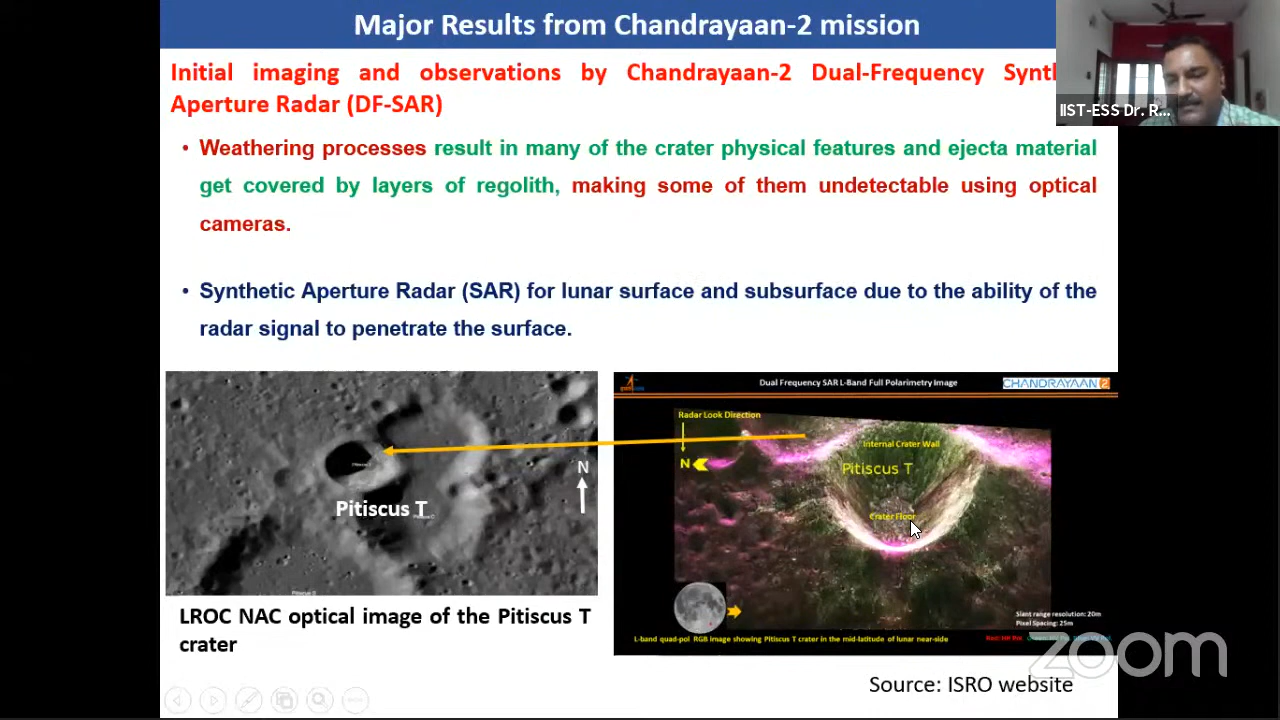 Major Results from Chandrayaan-2 mission
Initial imaging and observations by Chandrayaan-2 Dual-Frequency Synth
Aperture Radar (DF-SAR)
IIST-ESS Dr. R...
• Weathering processes result in many of the crater physical features and ejecta material
get covered by layers of regolith, making some of them undetectable using optical
cameras.
• Synthetic Aperture Radar (SAR) for lunar surface and subsurface due to the ability of the
radar signal to penetrate the surface.
N
Pitiscus T
LROC NAC optical image of the Pitiscus T
crater
Dual Frequency SAR L-Band Full Polarimetry Image
CHANDRAYAAN 2
Radar Look Direction
N
Internal Crater Wall
Pitiscus T
Crater Floor
Slant range resolution: 20m
Pixel Spacing: 25m
L-band quad-pol RGB image showing Pitiscus T crater in the mid-latitude of lunar near-side
zoom
Source: ISRO website